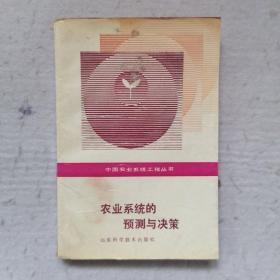 中国农业系统工程丛书
农业系统的
预测与决策
山东科学技术出版社